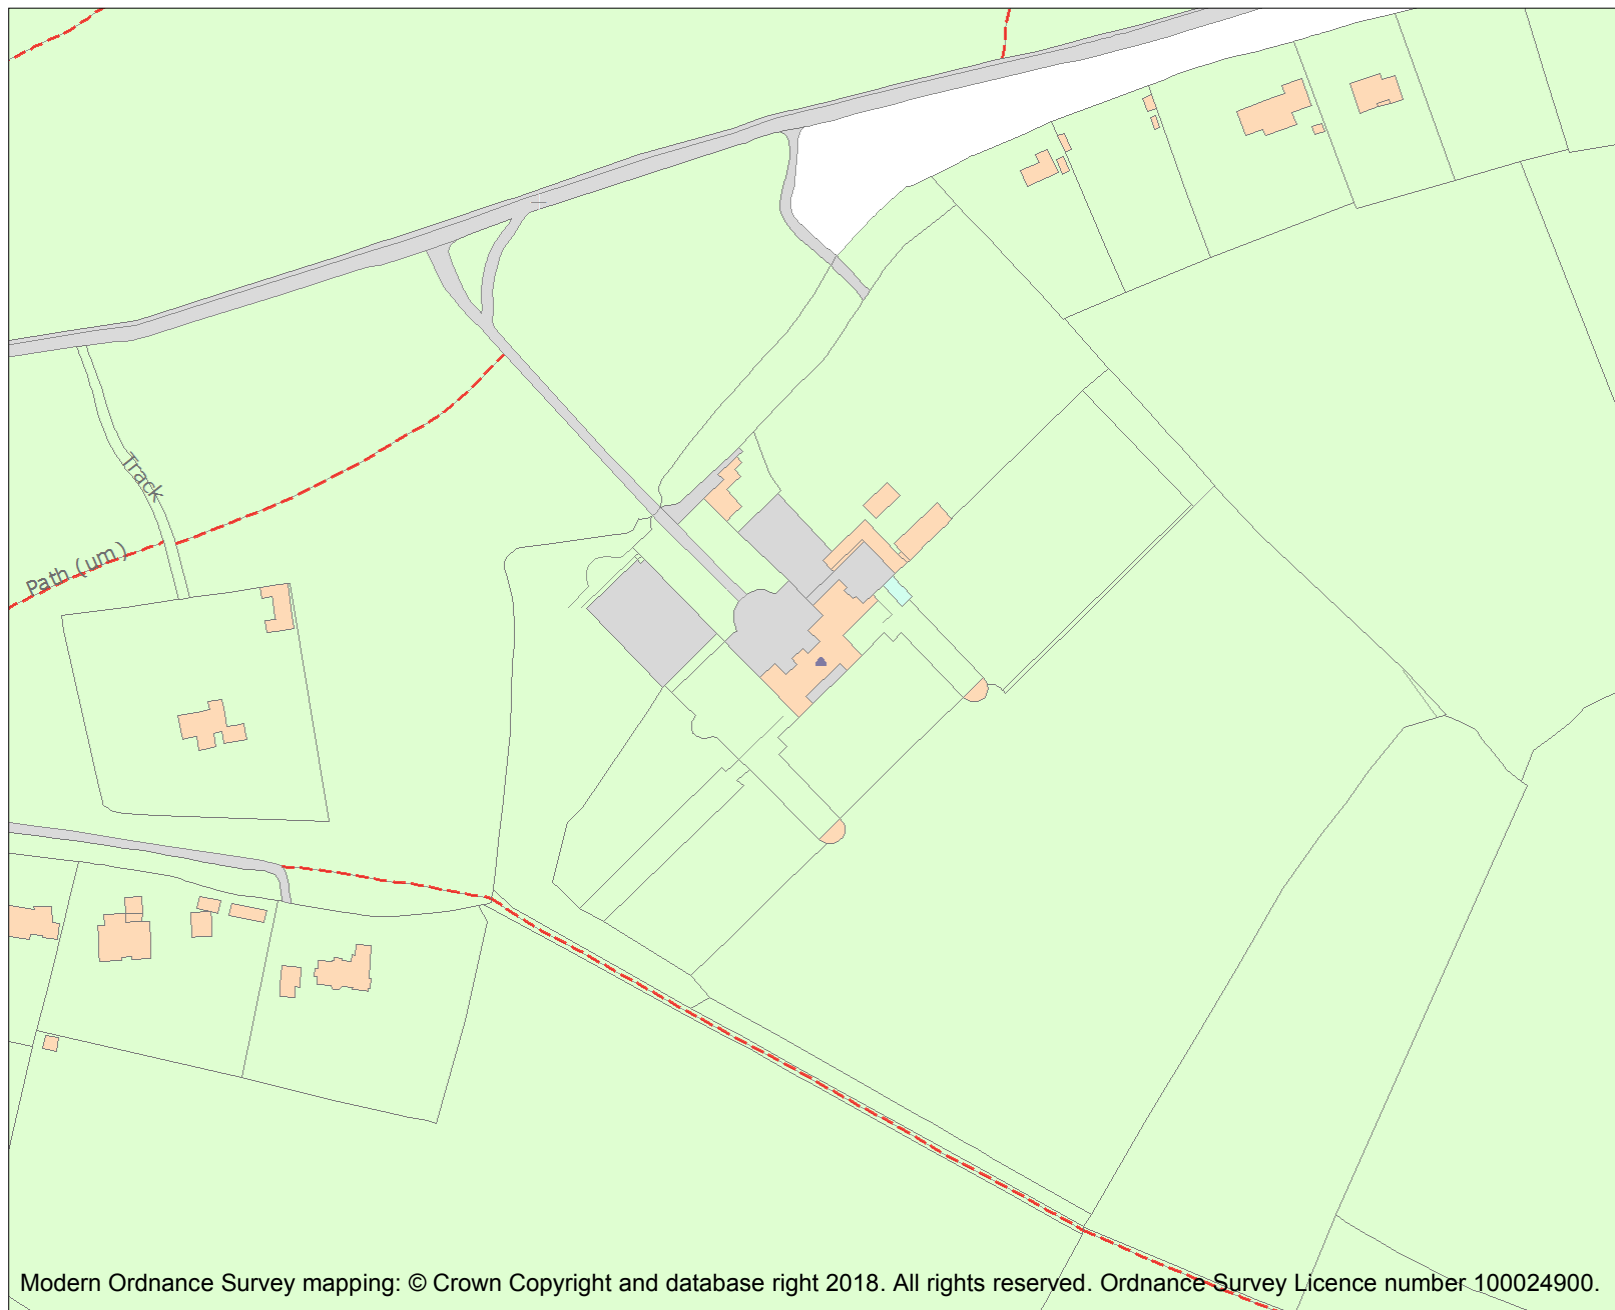 Track
Path (um)
Modern Ordnance Survey mapping: © Crown Copyright and database right 2018. All rights reserved. Ordnance Survey Licence number 100024900.